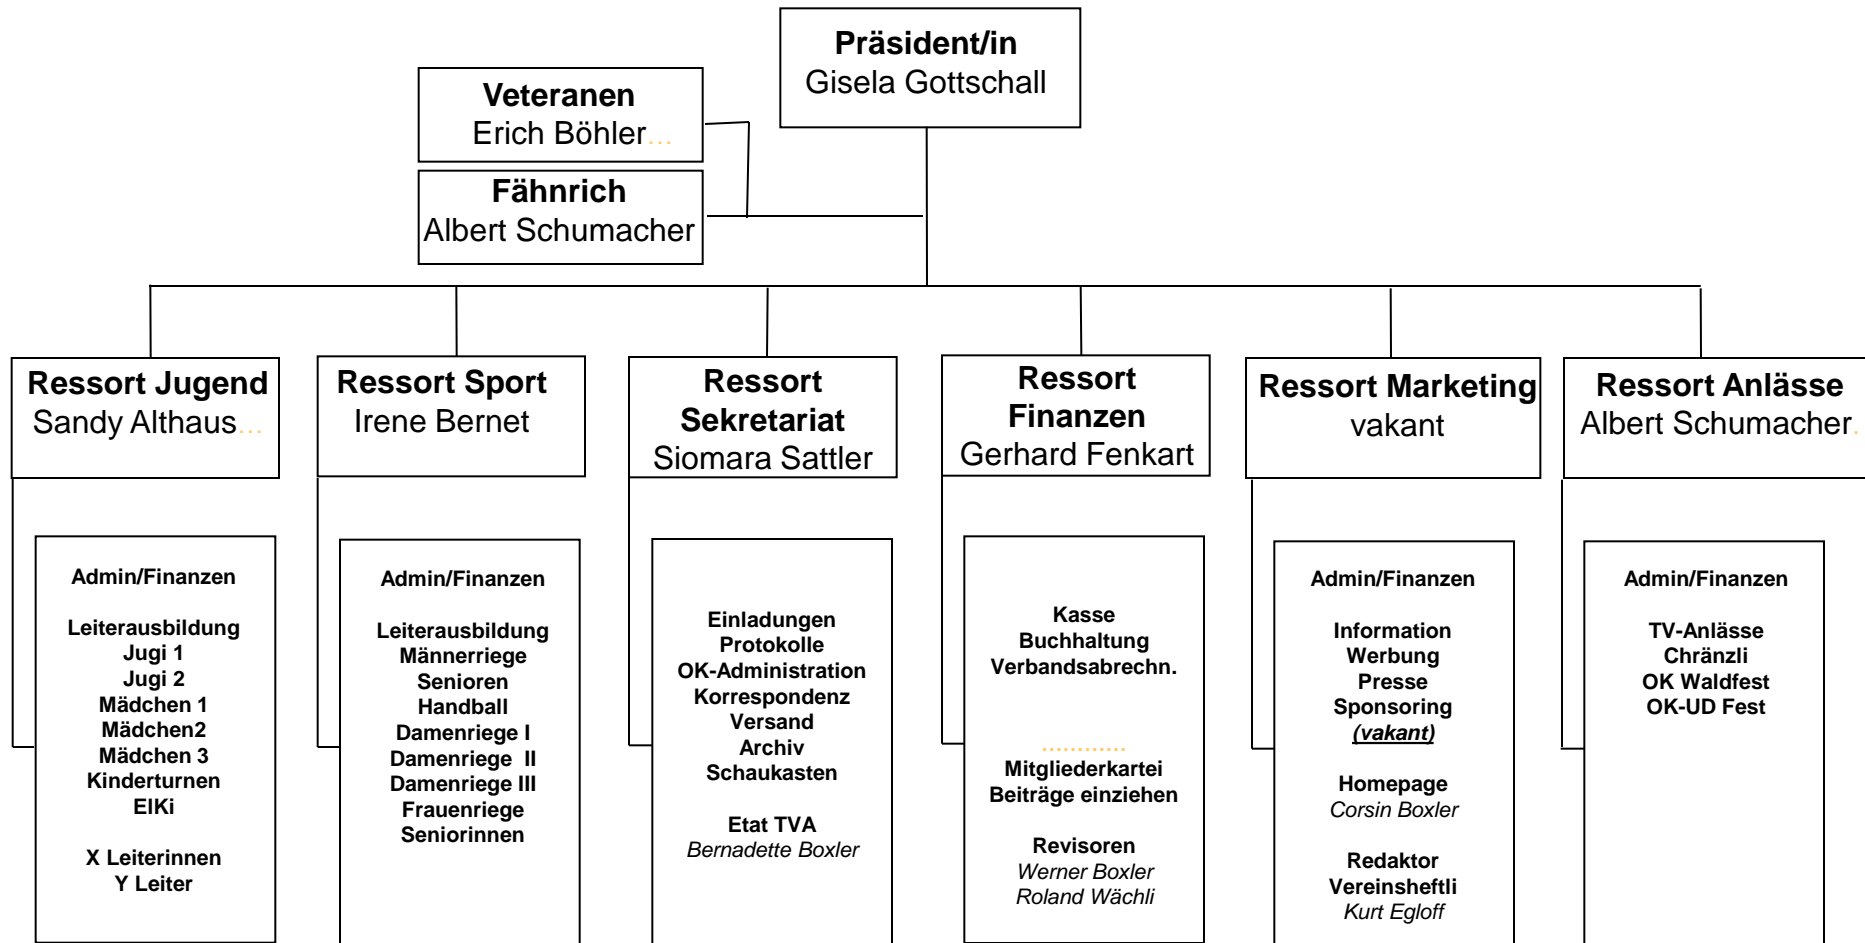 Präsident/in
Gisela Gottschall
Veteranen
Erich Böhler...
Fähnrich
Albert Schumacher
Ressort Jugend
Sandy Althaus...
Ressort Sport
Irene Bernet
Ressort
Sekretariat
Siomara Sattler
Ressort
Finanzen
Gerhard Fenkart
Ressort Marketing
vakant
Ressort Anlässe
Albert Schumacher.
Admin/Finanzen
Leiterausbildung
Jugi 1
Jugi 2
Mädchen 1
Mädchen2
Mädchen 3
Kinderturnen
ElKi
X Leiterinnen
Y Leiter
Admin/Finanzen
Leiterausbildung
Männerriege
Senioren
Handball
Damenriege I
Damenriege  II
Damenriege III
Frauenriege
Seniorinnen
Einladungen
Protokolle
OK-Administration
Korrespondenz
Versand
Archiv
Schaukasten
Etat TVA
Bernadette Boxler
Kasse
Buchhaltung
Verbandsabrechn.
............
Mitgliederkartei
Beiträge einziehen
Revisoren
Werner Boxler
Roland Wächli
Admin/Finanzen
Information
Werbung
Presse
Sponsoring
(vakant)
Homepage
Corsin Boxler
Redaktor
Vereinsheftli
Kurt Egloff
Admin/Finanzen
TV-Anlässe
Chränzli
OK Waldfest
OK-UD Fest